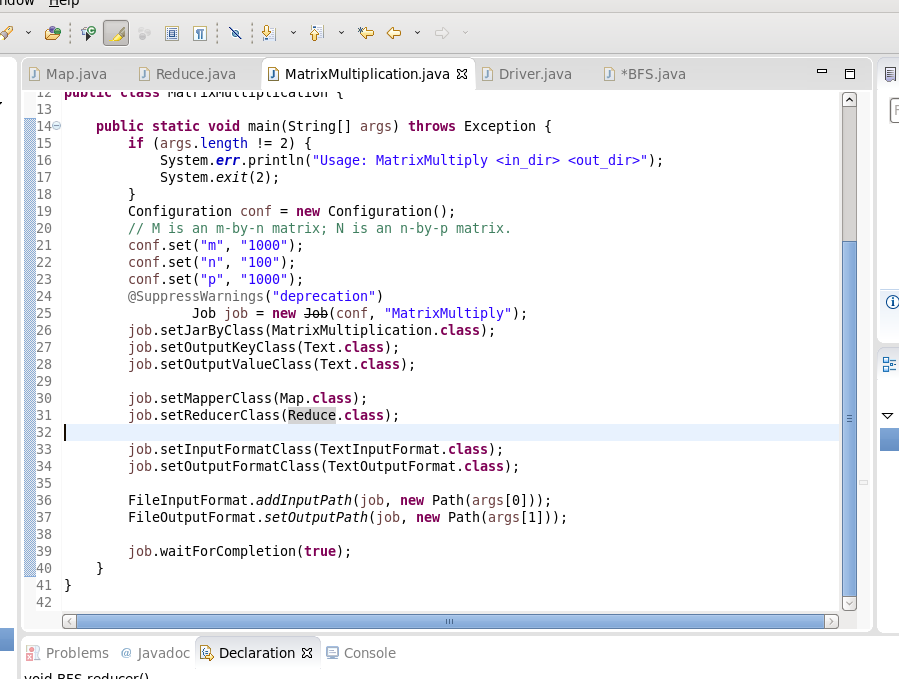 ndow Help
Map.java Reduce.java MatrixMultiplication.java Driver.java *BFS.java
12 public class MatrixMultiplication {
13
14 public static void main(String[] args) throws Exception {
15 if (args.length != 2) {
16 System.err.println("Usage: MatrixMultiply <in_dir> <out_dir>");
17 System.exit(2);
18 }
19 Configuration conf = new Configuration();
20 // M is an m-by-n matrix; N is an n-by-p matrix.
21 conf.set("m", "1000");
22 conf.set("n", "100");
23 conf.set("p", "1000");
24 @SuppressWarnings("deprecation")
25 Job job = new Job(conf, "MatrixMultiply");
26 job.setJarByClass(MatrixMultiplication.class);
27 job.setOutputKeyClass(Text.class);
28 job.setOutputValueClass(Text.class);
29
30 job.setMapperClass(Map.class);
31 job.setReducerClass(Reduce.class);
32
33 job.setInputFormatClass(TextInputFormat.class);
34 job.setOutputFormatClass(TextOutputFormat.class);
35
36 FileInputFormat.addInputPath(job, new Path(args[0]));
37 FileOutputFormat.setOutputPath(job, new Path(args[1]));
38
39 job.waitForCompletion(true);
40 }
41 }
42
Problems @ Javadoc Declaration Console
void BFS.reducer()